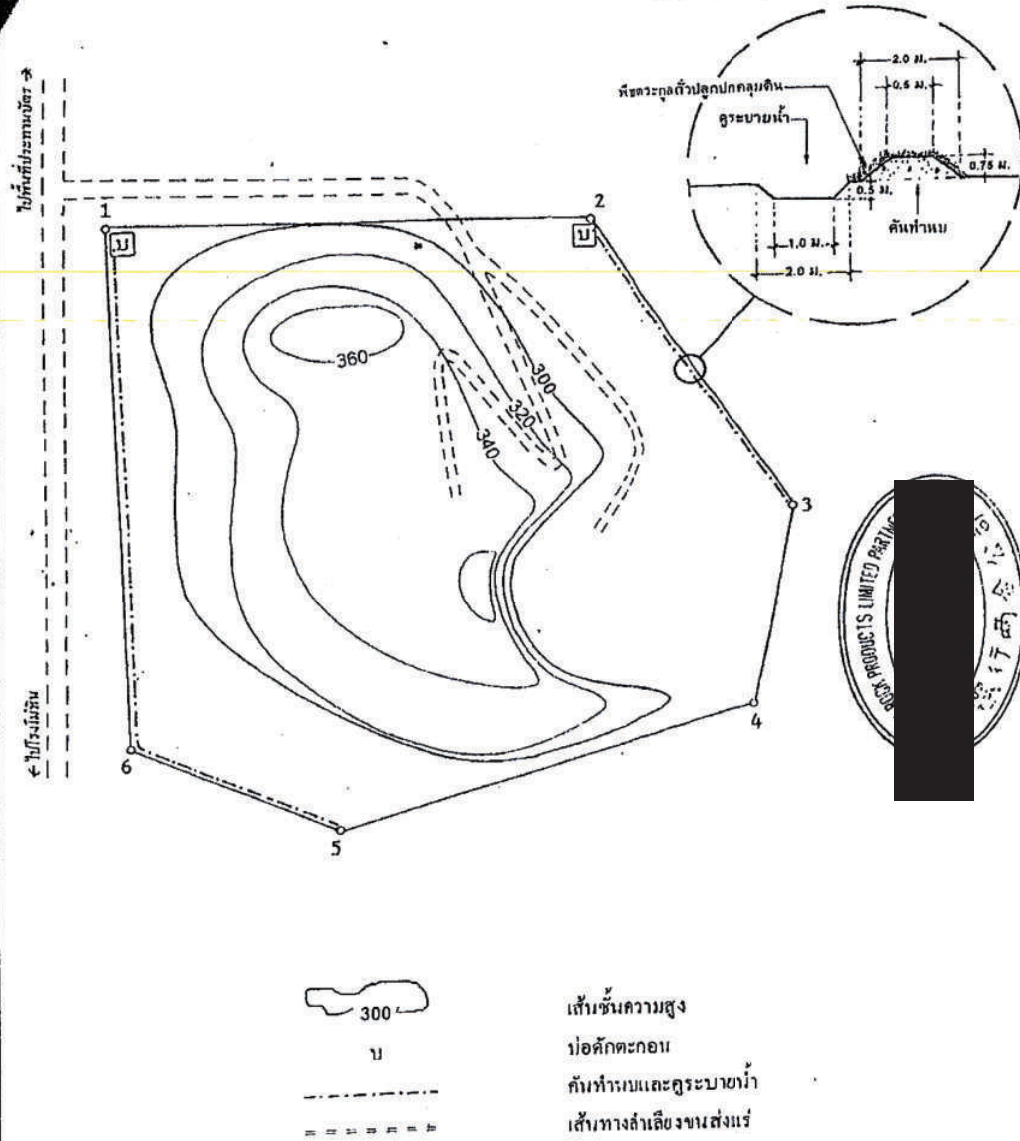 ไปพื้นที่ประทานบัตร →
← ไปโรงโม่หิน
พืชตระกูลถั่วปลูกปกคลุมดิน
คูระบายน้ำ
2.0 ม.
0.5 ม.
0.75 ม.
0.5 ม.
คันทำนบ
1.0 ม.
2.0 ม.
1
บ
2
บ
360
300
320
340
3
ROCK PRODUCTS LIMITED
4
6
5
300
เส้นชั้นความสูง
บ
บ่อดักตะกอน
คันทำนบและคูระบายน้ำ
เส้นทางลำเลียงขนส่งแร่